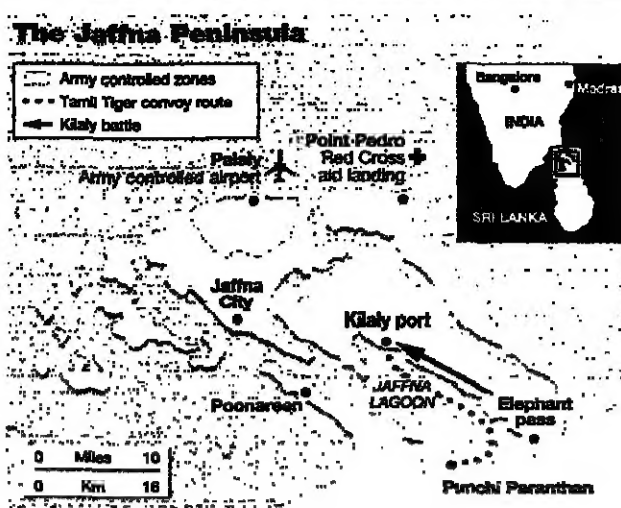 The Jaffna Peninsula
Army controlled zones
Tamil Tiger convoy route
Kilaly battle
Bangalore
Madras
INDIA
SRI LANKA
Point Pedro
Red Cross
aid landing
Palaly
Army controlled airport
Jaffna
City
Kilaly port
JAFFNA
LAGOON
Poonareen
Elephant
pass
Punchi Paranthan
0 Miles 10
0 Km 16